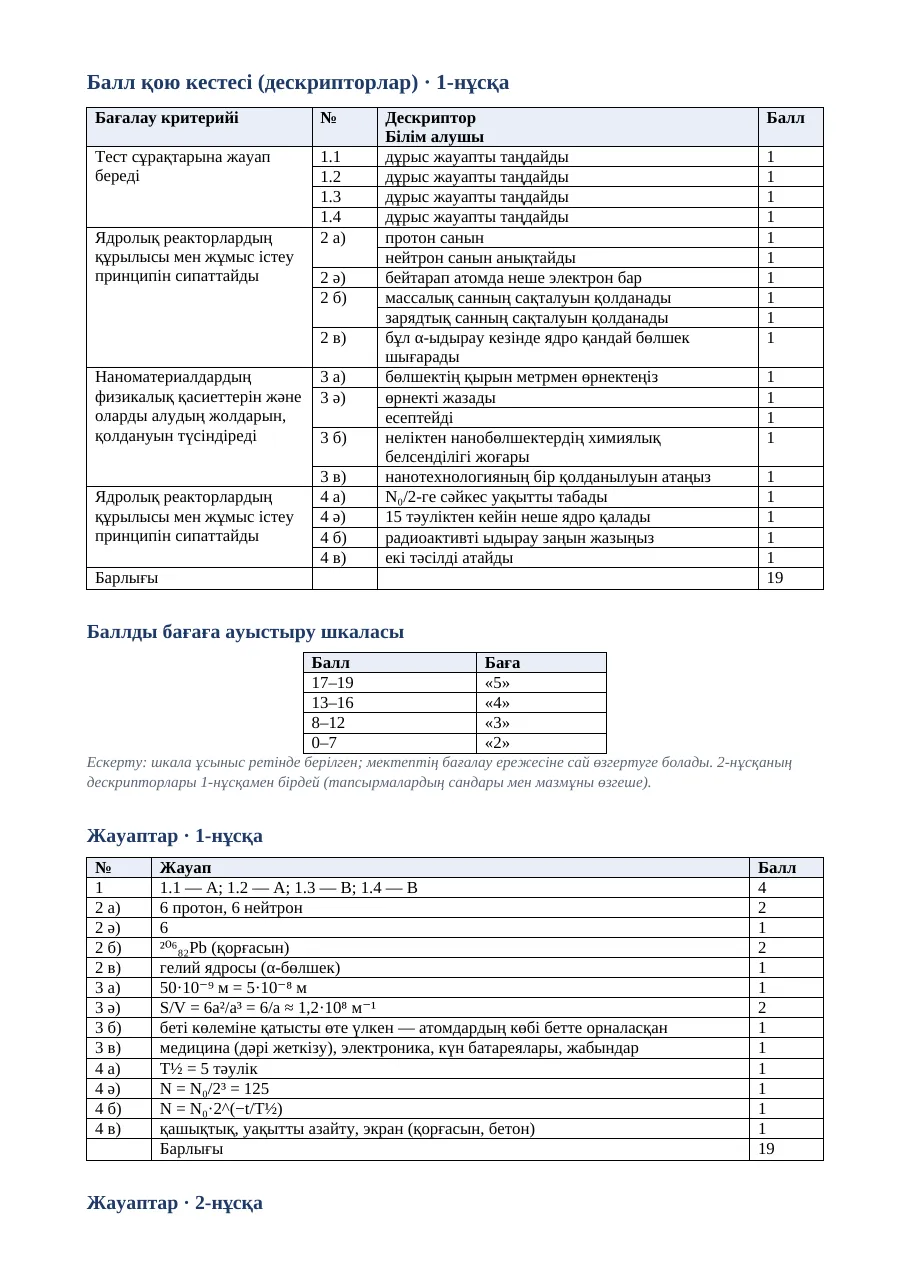 Балл қою кестесі (дескрипторлар) · 1-нұсқа
Бағалау критерийі № Дескриптор Балл
Білім алушы
Тест сұрақтарына жауап 1.1 дұрыс жауапты таңдайды 1
береді 1.2 дұрыс жауапты таңдайды 1
1.3 дұрыс жауапты таңдайды 1
1.4 дұрыс жауапты таңдайды 1
Ядролық реакторлардың 2 а) протон санын 1
құрылысы мен жұмыс істеу нейтрон санын анықтайды 1
принципін сипаттайды 2 ә) бейтарап атомда неше электрон бар 1
2 б) массалық санның сақталуын қолданады 1
зарядтық санның сақталуын қолданады 1
2 в) бұл α-ыдырау кезінде ядро қандай бөлшек 1
шығарады
Наноматериалдардың 3 а) бөлшектің қырын метрмен өрнектеңіз 1
физикалық қасиеттерін және 3 ә) өрнекті жазады 1
оларды алудың жолдарын, есептейді 1
қолдануын түсіндіреді 3 б) неліктен нанобөлшектердің химиялық 1
белсенділігі жоғары
3 в) нанотехнологияның бір қолданылуын атаңыз 1
Ядролық реакторлардың 4 а) N₀/2-ге сәйкес уақытты табады 1
құрылысы мен жұмыс істеу 4 ә) 15 тәуліктен кейін неше ядро қалады 1
принципін сипаттайды 4 б) радиоактивті ыдырау заңын жазыңыз 1
4 в) екі тәсілді атайды 1
Барлығы 19
Баллды бағаға ауыстыру шкаласы
Балл Баға
17–19 «5»
13–16 «4»
8–12 «3»
0–7 «2»
Ескерту: шкала ұсыныс ретінде берілген; мектептің бағалау ережесіне сай өзгертуге болады. 2-нұсқаның
дескрипторлары 1-нұсқамен бірдей (тапсырмалардың сандары мен мазмұны өзгеше).
Жауаптар · 1-нұсқа
№ Жауап Балл
1 1.1 — A; 1.2 — A; 1.3 — B; 1.4 — B 4
2 а) 6 протон, 6 нейтрон 2
2 ә) 6 1
2 б) ²⁰⁶₈₂Pb (қорғасын) 2
2 в) гелий ядросы (α-бөлшек) 1
3 а) 50·10⁻⁹ м = 5·10⁻⁸ м 1
3 ә) S/V = 6a²/a³ = 6/a ≈ 1,2·10⁸ м⁻¹ 2
3 б) беті көлеміне қатысты өте үлкен — атомдардың көбі бетте орналасқан 1
3 в) медицина (дәрі жеткізу), электроника, күн батареялары, жабындар 1
4 а) T½ = 5 тәулік 1
4 ә) N = N₀/2³ = 125 1
4 б) N = N₀·2^(−t/T½) 1
4 в) қашықтық, уақытты азайту, экран (қорғасын, бетон) 1
Барлығы 19
Жауаптар · 2-нұсқа